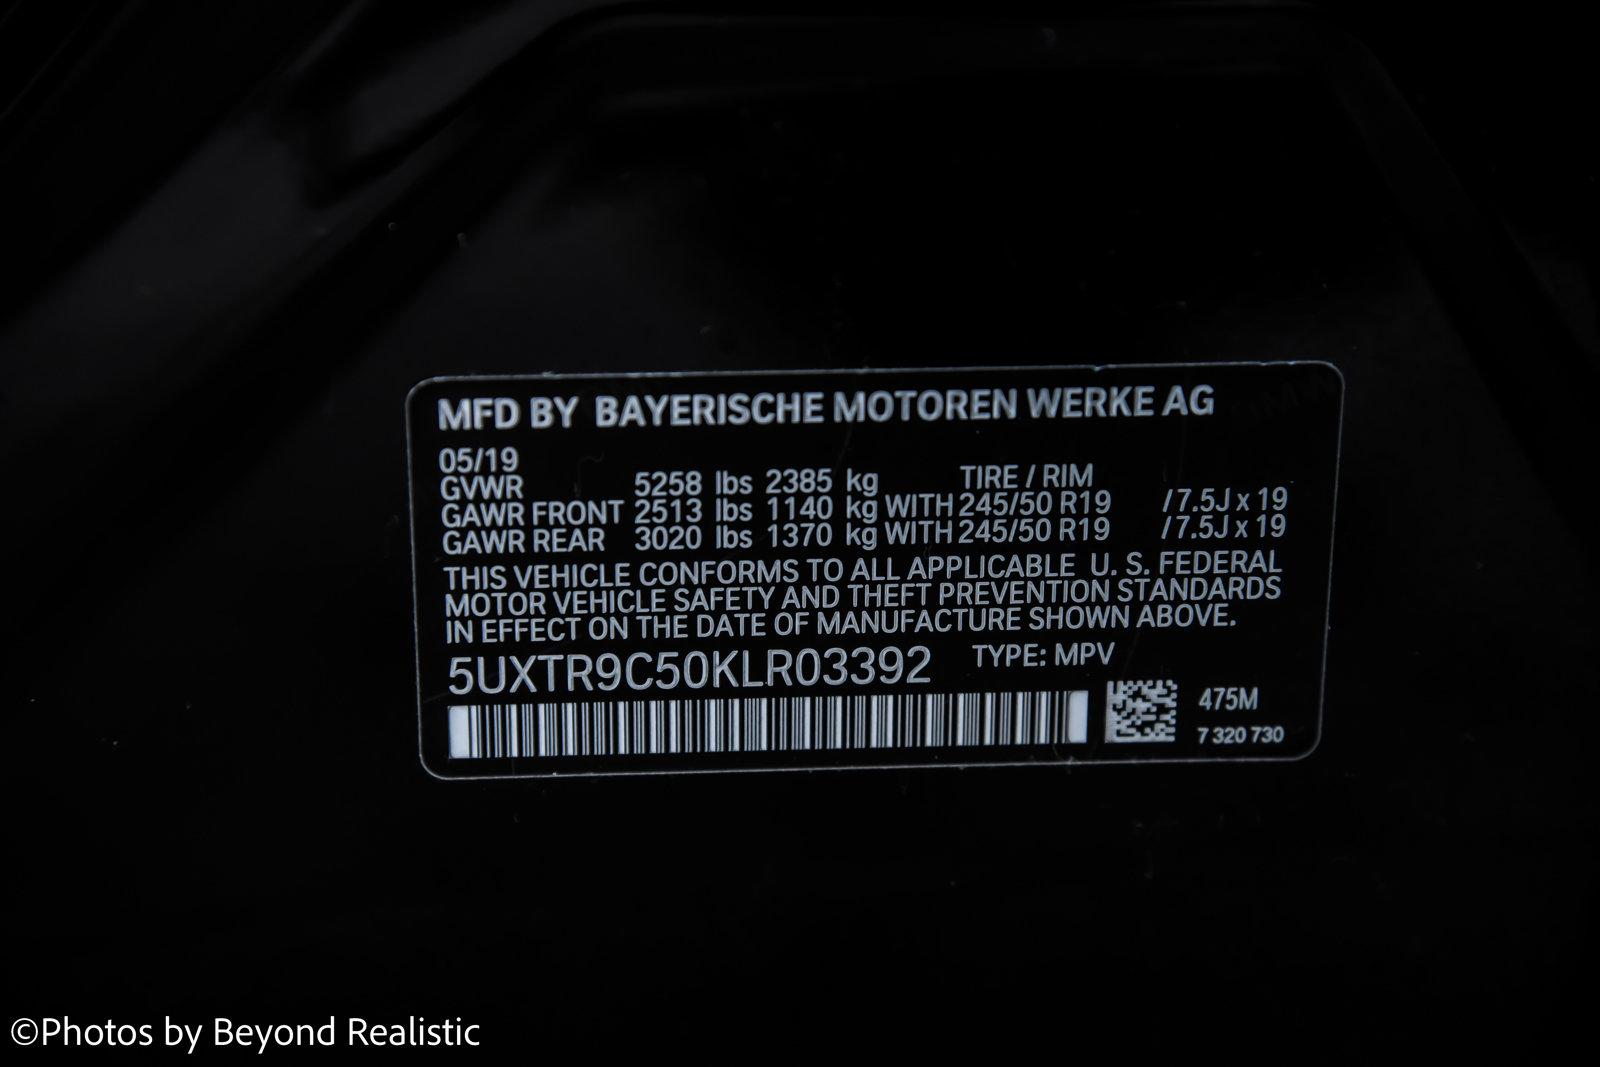 MFD BY BAYERISCHE MOTOREN WERKE AG
05/19
GVWR 5258 lbs 2385 kg TIRE / RIM
GAWR FRONT 2513 lbs 1140 kg WITH 245/50 R19 /7.5J x 19
GAWR REAR 3020 lbs 1370 kg WITH 245/50 R19 /7.5J x 19
THIS VEHICLE CONFORMS TO ALL APPLICABLE U. S. FEDERAL
MOTOR VEHICLE SAFETY AND THEFT PREVENTION STANDARDS
IN EFFECT ON THE DATE OF MANUFACTURE SHOWN ABOVE.
5UXTR9C50KLR03392 TYPE: MPV
475M
7 320 730
©Photos by Beyond Realistic